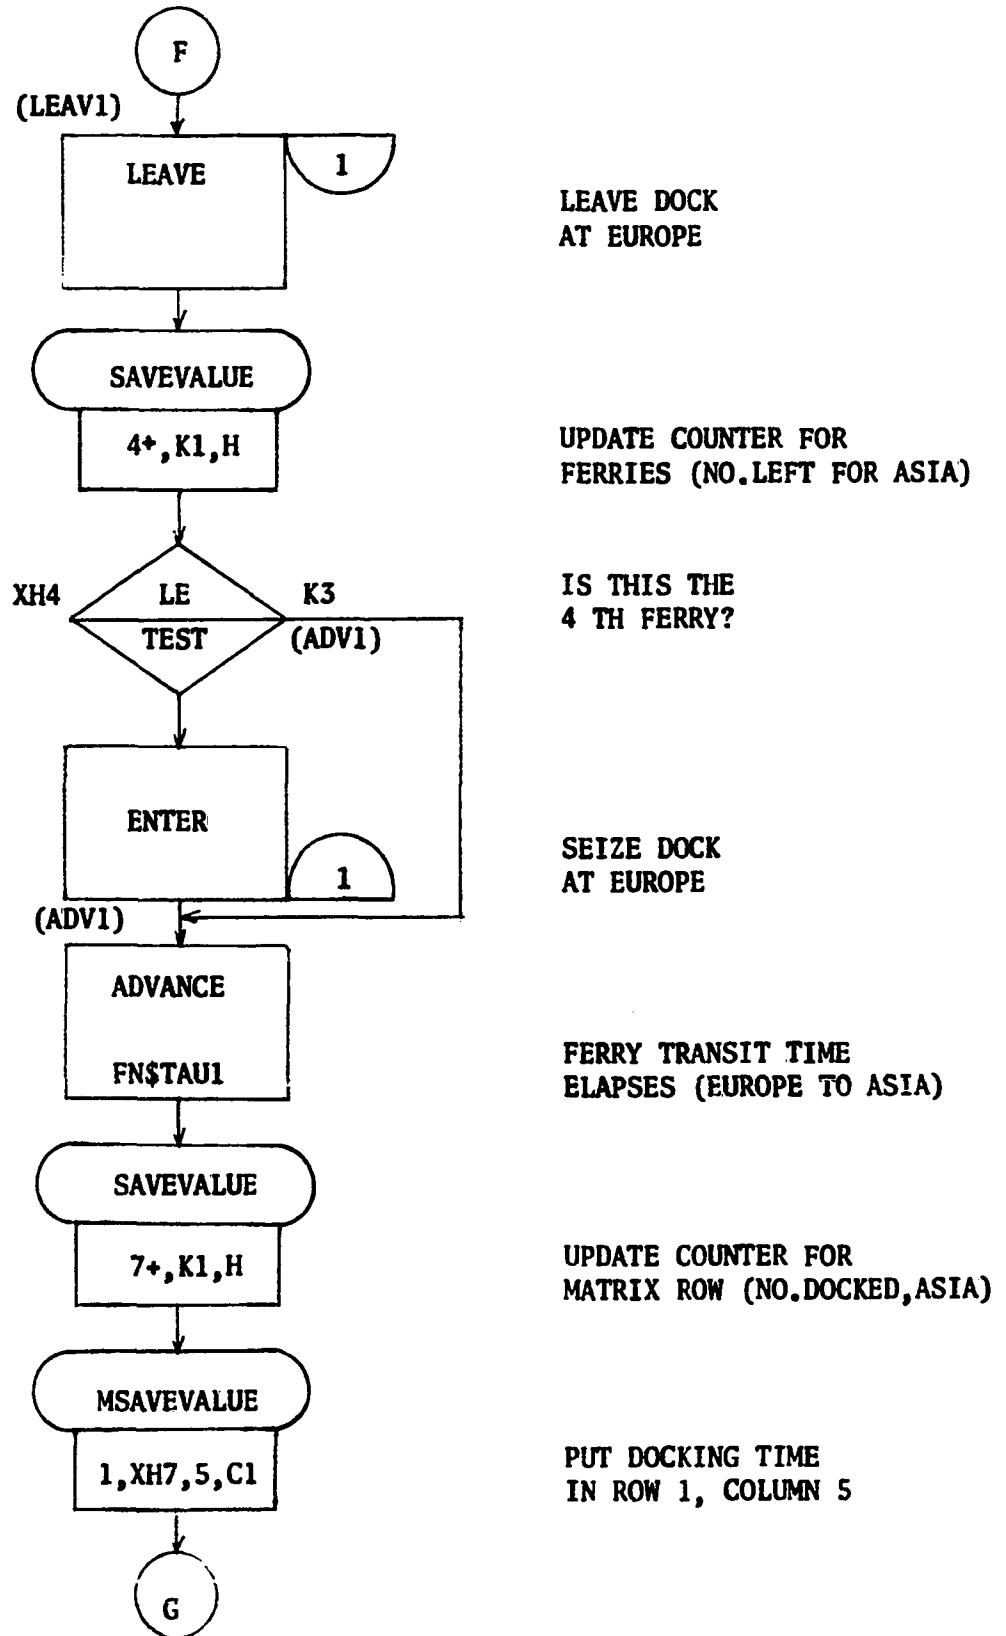 F
(LEAV1)
LEAVE
1
LEAVE DOCK
AT EUROPE
SAVEVALUE
4+,K1,H
UPDATE COUNTER FOR
FERRIES (NO.LEFT FOR ASIA)
XH4
LE
K3
TEST
(ADV1)
IS THIS THE
4 TH FERRY?
ENTER
1
SEIZE DOCK
AT EUROPE
(ADV1)
ADVANCE
FN$TAU1
FERRY TRANSIT TIME
ELAPSES (EUROPE TO ASIA)
SAVEVALUE
7+,K1,H
UPDATE COUNTER FOR
MATRIX ROW (NO.DOCKED,ASIA)
MSAVEVALUE
1,XH7,5,C1
PUT DOCKING TIME
IN ROW 1, COLUMN 5
G